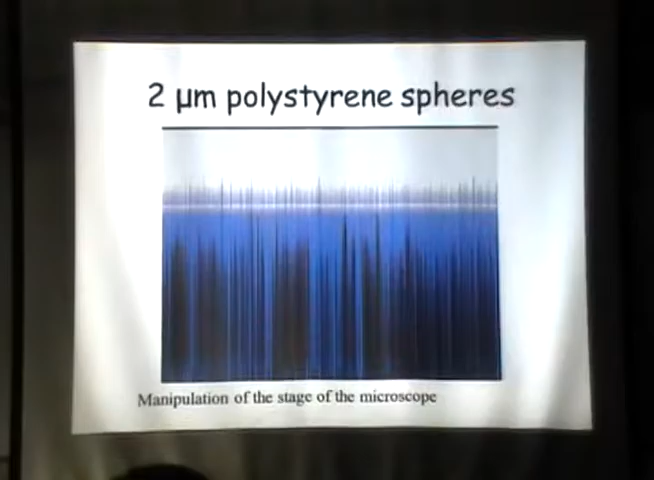 2 µm polystyrene spheres
Manipulation of the stage of the microscope